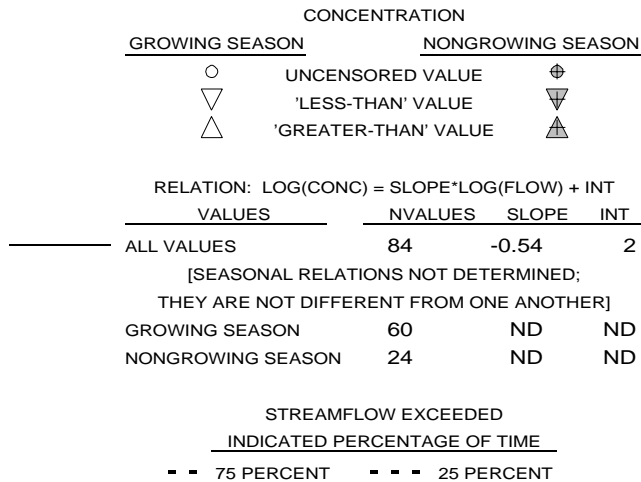 CONCENTRATION
GROWING SEASON NONGROWING SEASON
UNCENSORED VALUE
'LESS-THAN' VALUE
'GREATER-THAN' VALUE
RELATION: LOG(CONC) = SLOPE*LOG(FLOW) + INT
VALUES NVALUES SLOPE INT
ALL VALUES 84 -0.54 2
[SEASONAL RELATIONS NOT DETERMINED;
THEY ARE NOT DIFFERENT FROM ONE ANOTHER]
GROWING SEASON 60 ND ND
NONGROWING SEASON 24 ND ND
STREAMFLOW EXCEEDED
INDICATED PERCENTAGE OF TIME
75 PERCENT 25 PERCENT